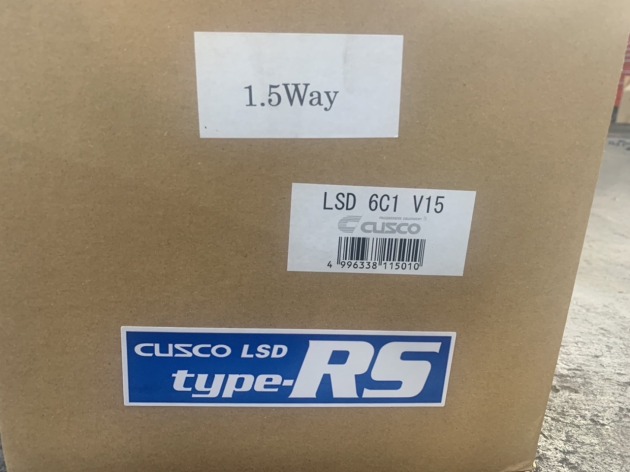 1.5Way
LSD 6C1 V15
CUSCO
4 996338 115010
CUSCO LSD
type-RS